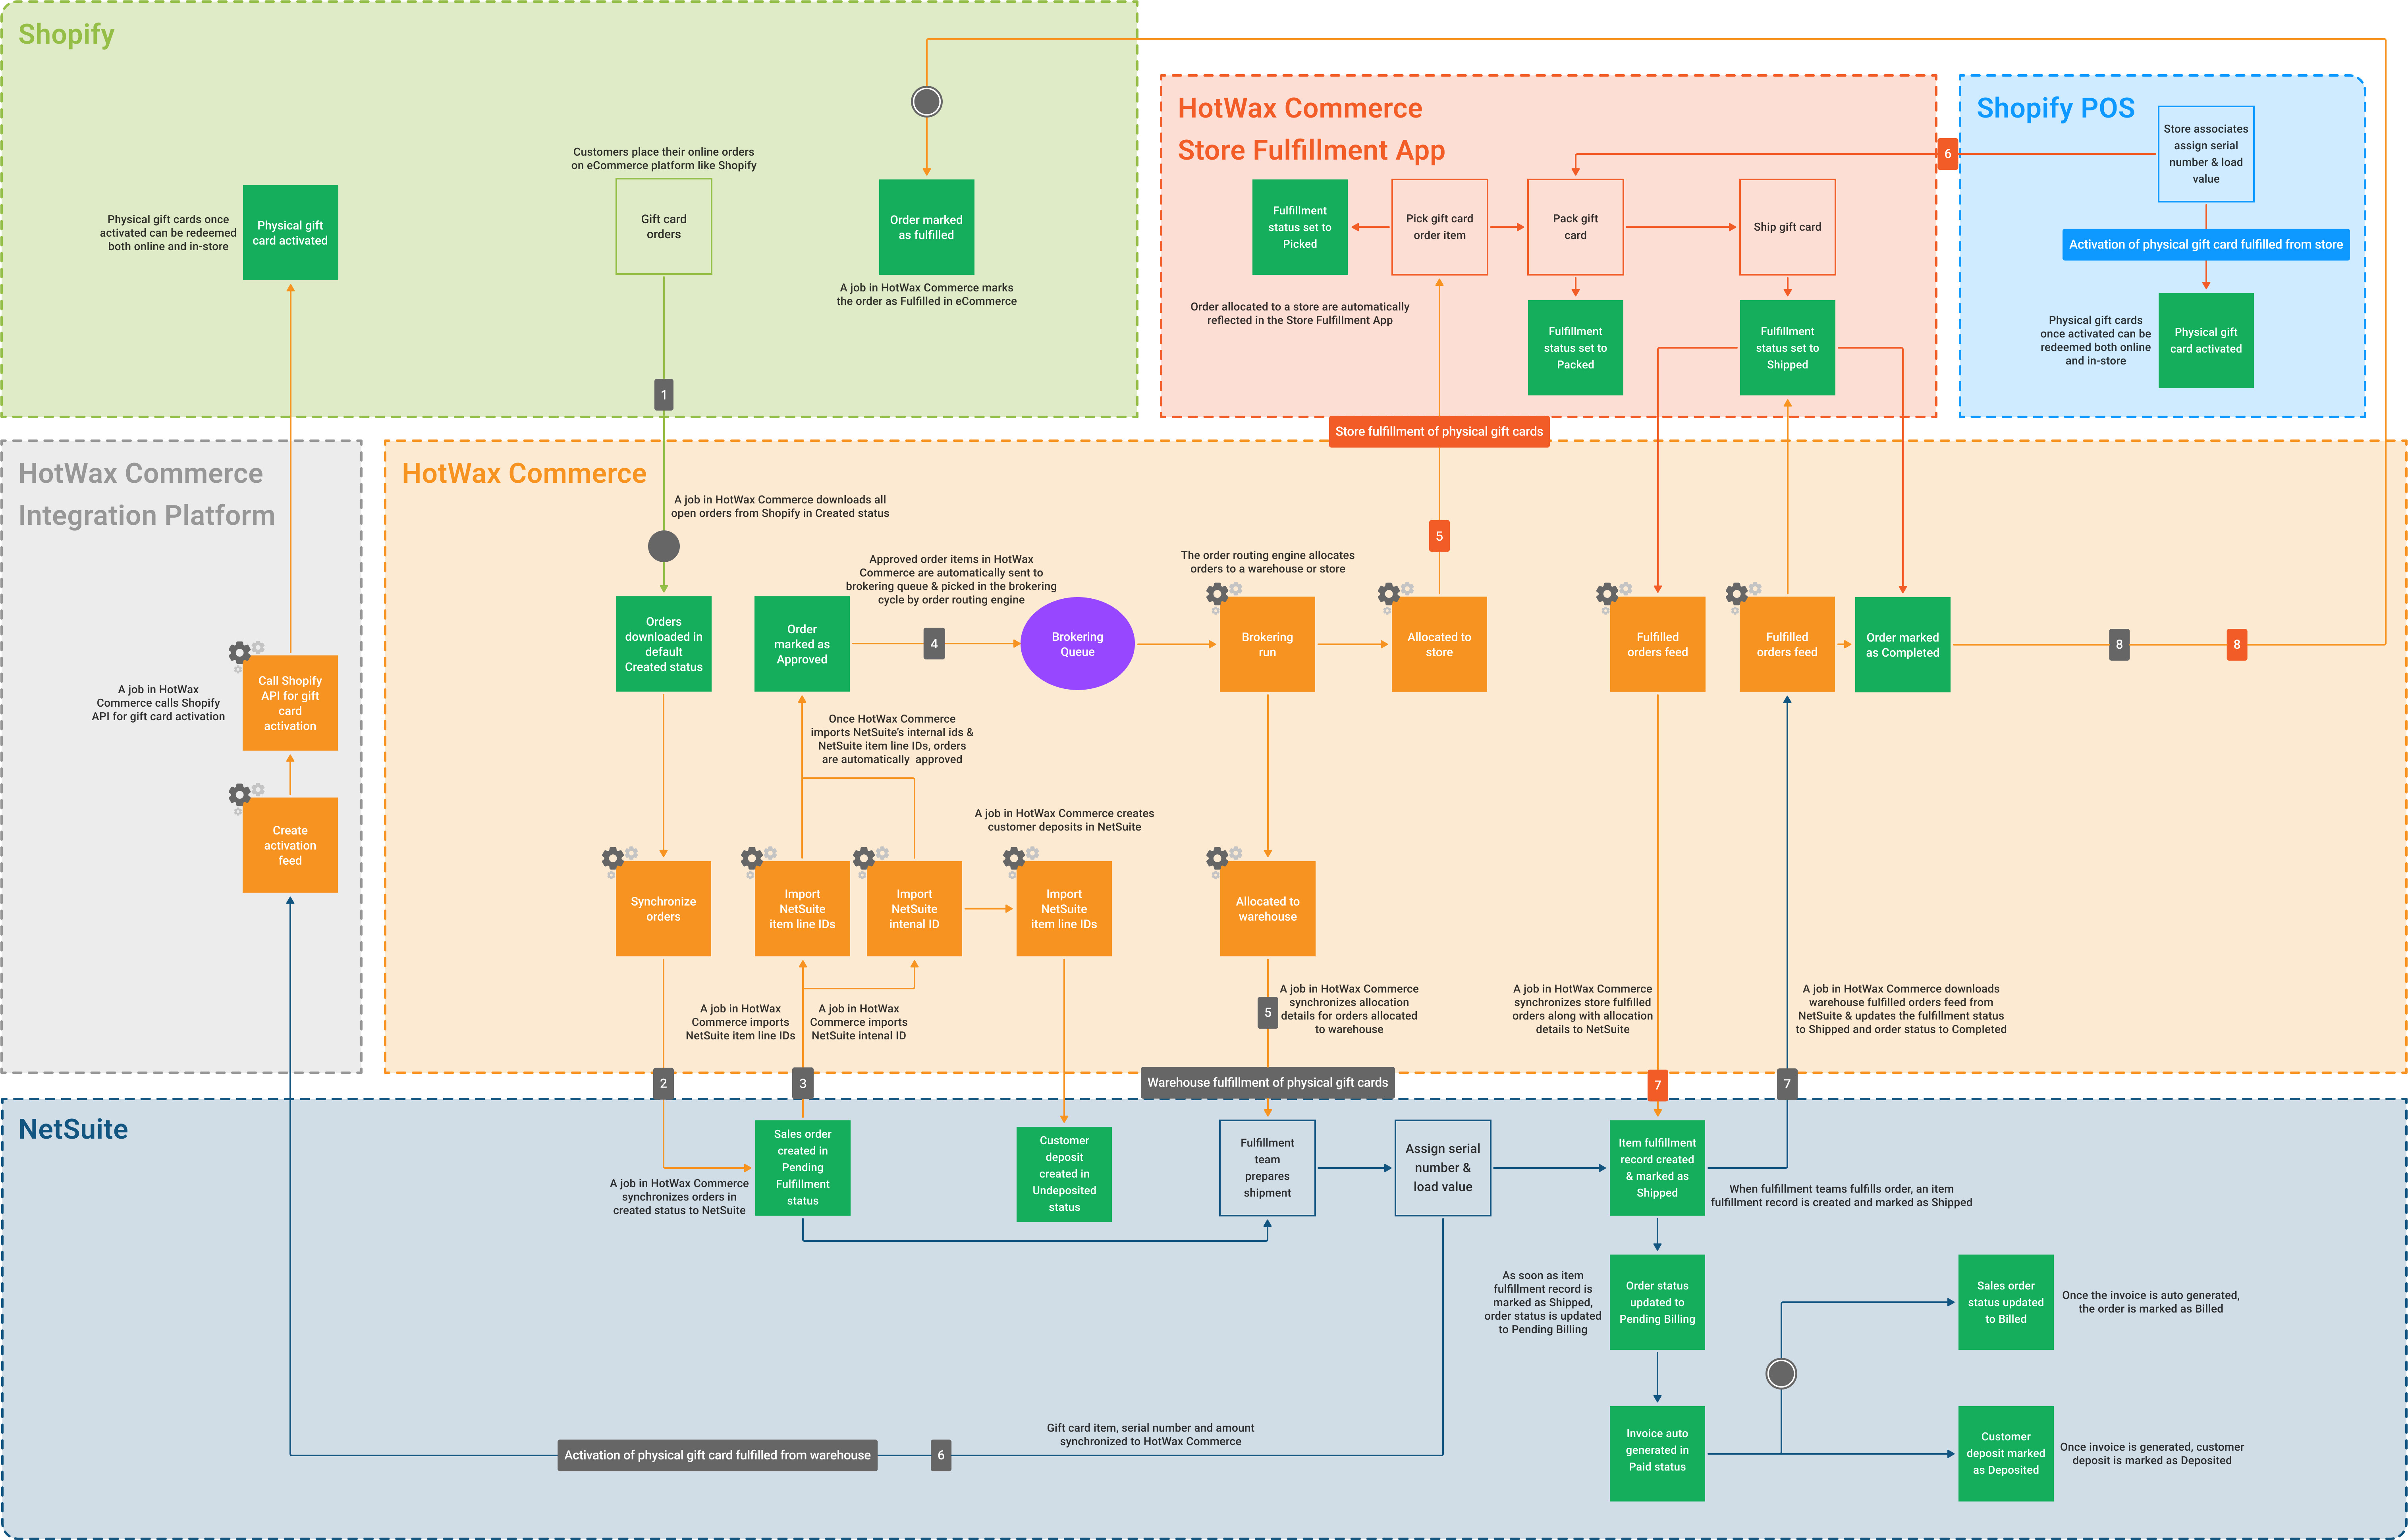 Shopify
Customers place their online orders
on eCommerce platform like Shopify
Physical gift cards once
activated can be redeemed
both online and in-store
Physical gift
card activated
Gift card
orders
Order marked
as fulfilled
A job in HotWax Commerce marks
the order as Fulfilled in eCommerce
1
HotWax Commerce
Store Fulfillment App
Fulfillment
status set to
Picked
Pick gift card
order item
Pack gift
card
Ship gift card
Order allocated to a store are automatically
reflected in the Store Fulfillment App
Fulfillment
status set to
Packed
Fulfillment
status set to
Shipped
6
Shopify POS
Store associates
assign serial
number & load
value
Activation of physical gift card fulfilled from store
Physical gift cards
once activated can be
redeemed both online
and in-store
Physical gift
card activated
Store fulfillment of physical gift cards
HotWax Commerce
Integration Platform
A job in HotWax
Commerce calls Shopify
API for gift card activation
Call Shopify
API for gift
card
activation
Create
activation
feed
HotWax Commerce
A job in HotWax Commerce downloads all
open orders from Shopify in Created status
Approved order items in HotWax
Commerce are automatically sent to
brokering queue & picked in the brokering
cycle by order routing engine
The order routing engine allocates
orders to a warehouse or store
5
Orders
downloaded in
default
Created status
Order
marked as
Approved
4
Brokering
Queue
Brokering
run
Allocated to
store
Fulfilled
orders feed
Fulfilled
orders feed
Order marked
as Completed
8
8
Once HotWax Commerce
imports NetSuite's internal ids &
NetSuite item line IDs, orders
are automatically approved
A job in HotWax Commerce creates
customer deposits in NetSuite
Synchronize
orders
Import
NetSuite
item line IDs
Import
NetSuite
intenal ID
Import
NetSuite
item line IDs
Allocated to
warehouse
A job in HotWax
Commerce imports
NetSuite item line IDs
A job in HotWax
Commerce imports
NetSuite intenal ID
5
A job in HotWax Commerce
synchronizes allocation
details for orders allocated
to warehouse
A job in HotWax Commerce
synchronizes store fulfilled
orders along with allocation
details to NetSuite
A job in HotWax Commerce downloads
warehouse fulfilled orders feed from
NetSuite & updates the fulfillment status
to Shipped and order status to Completed
2
3
Warehouse fulfillment of physical gift cards
7
7
NetSuite
A job in HotWax Commerce
synchronizes orders in
created status to NetSuite
Sales order
created in
Pending
Fulfillment
status
Customer
deposit
created in
Undeposited
status
Fulfillment
team
prepares
shipment
Assign serial
number &
load value
Item fulfillment
record created
& marked as
Shipped
When fulfillment teams fulfills order, an item
fulfillment record is created and marked as Shipped
As soon as item
fulfillment record is
marked as Shipped,
order status is updated
to Pending Billing
Order status
updated to
Pending Billing
Sales order
status updated
to Billed
Once the invoice is auto generated,
the order is marked as Billed
Gift card item, serial number and amount
synchronized to HotWax Commerce
Activation of physical gift card fulfilled from warehouse
6
Invoice auto
generated in
Paid status
Customer
deposit marked
as Deposited
Once invoice is generated, customer
deposit is marked as Deposited